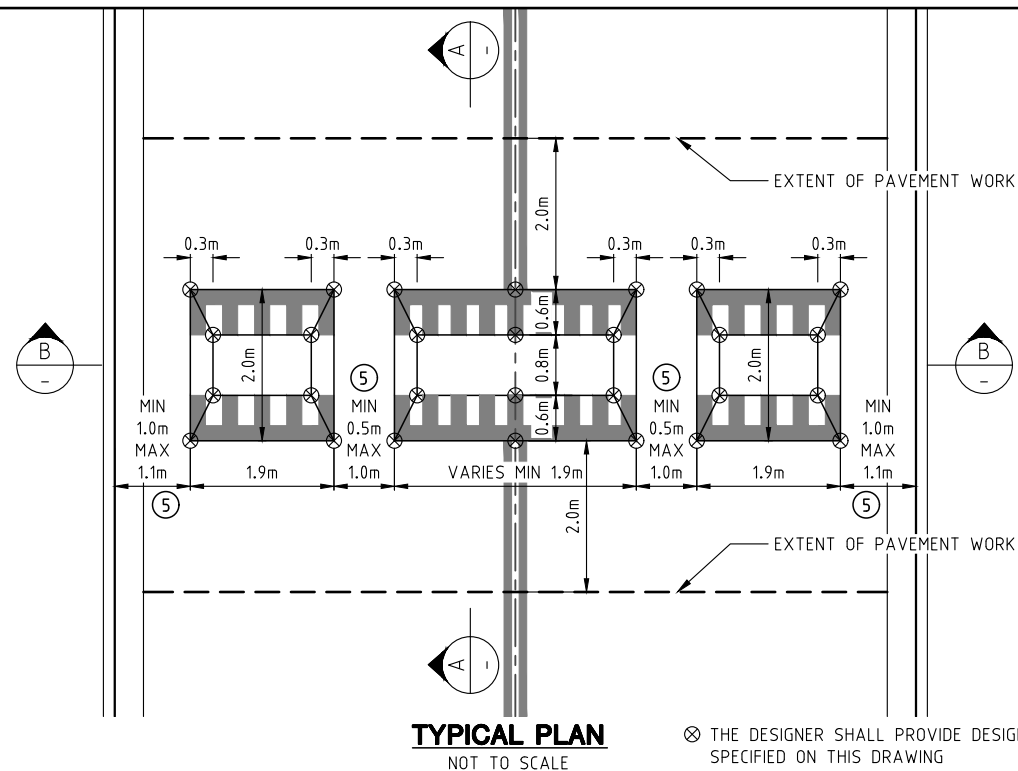 A
-
EXTENT OF PAVEMENT WORK
2.0m
0.3m
0.3m
0.3m
0.3m
0.3m
0.3m
B
-
2.0m
5
0.6m
0.8m
0.6m
5
2.0m
B
-
MIN
1.0m
MAX
1.1m
5
1.9m
MIN
0.5m
MAX
1.0m
VARIES MIN 1.9m
MIN
0.5m
MAX
1.0m
1.9m
MIN
1.0m
MAX
1.1m
5
2.0m
EXTENT OF PAVEMENT WORK
A
-
TYPICAL PLAN
NOT TO SCALE
⊗ THE DESIGNER SHALL PROVIDE DESIG
SPECIFIED ON THIS DRAWING